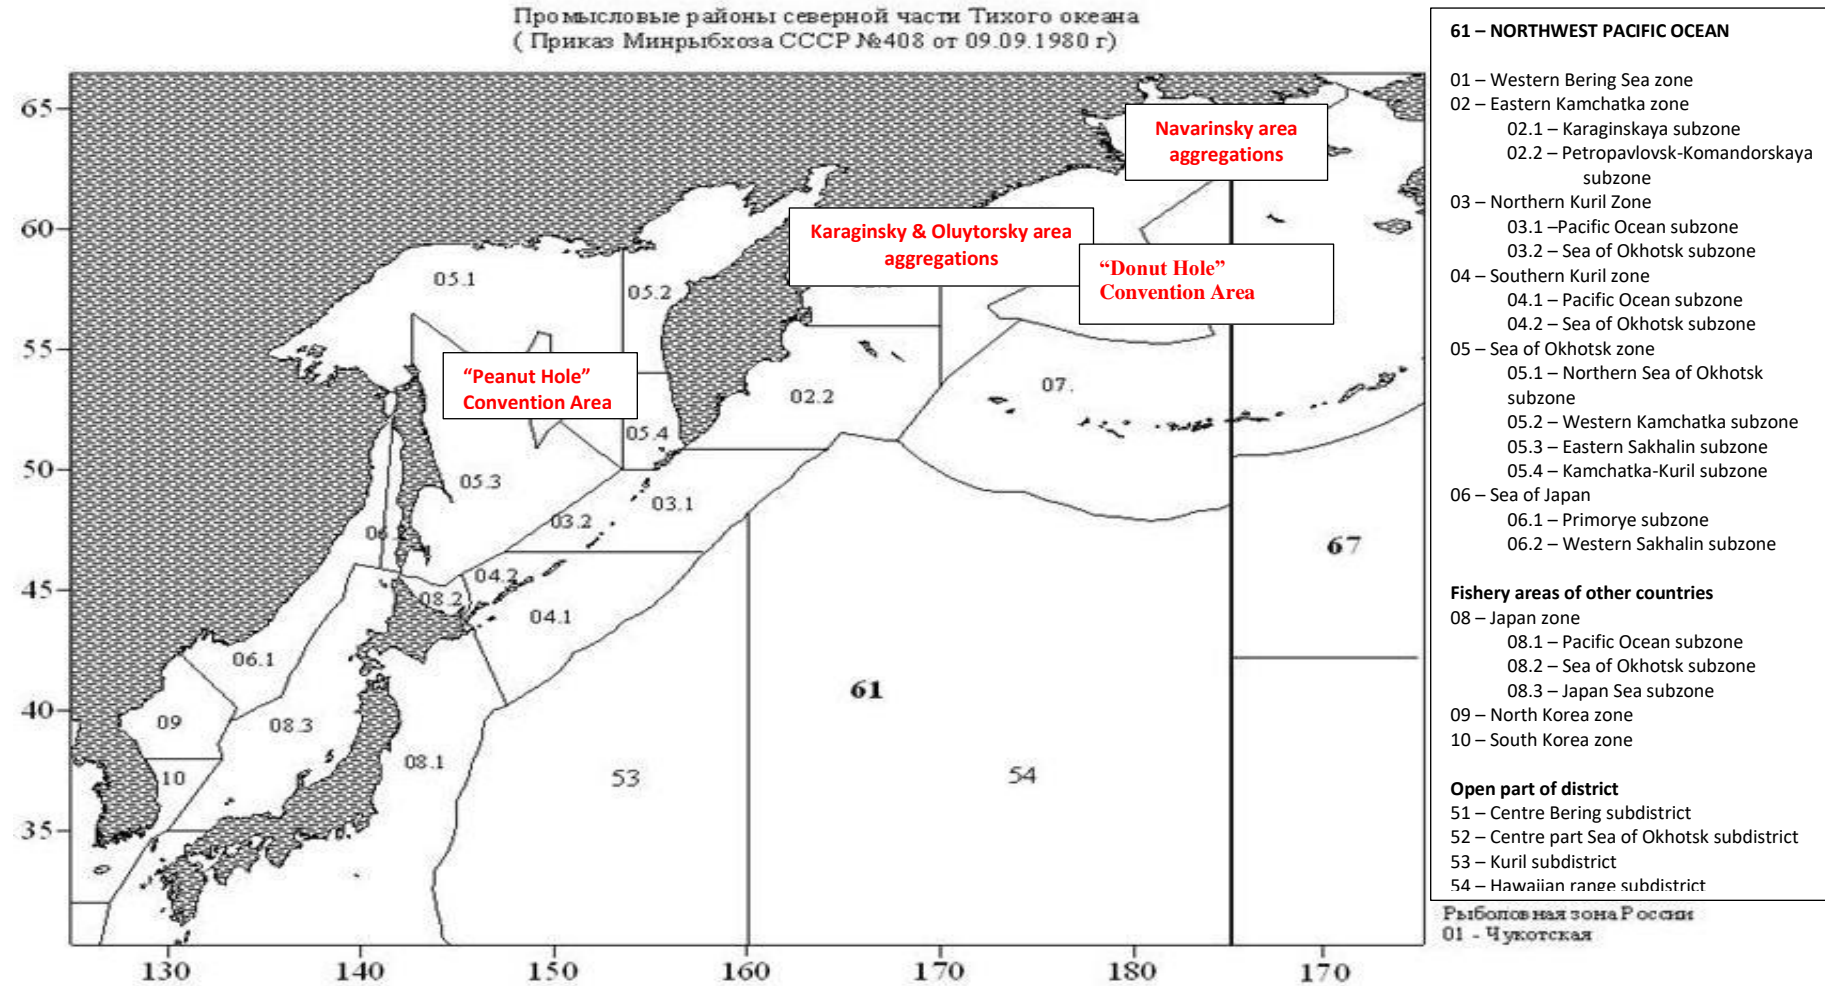 Промысловые районы северной части Тихого океана
( Приказ Минрыбхоза СССР №408 от 09.09.1980 г)
65
60
55
50
45
40
35
130
140
150
160
170
180
170
Navarinsky area
aggregations
Karaginsky & Oluytorsky area
aggregations
“Donut Hole”
Convention Area
“Peanut Hole”
Convention Area
05.1
05.2
02.2
07.
05.4
05.3
03.1
03.2
06.2
04.2
08.2
04.1
67
06.1
61
09
08.3
08.1
10
53
54
61 – NORTHWEST PACIFIC OCEAN
01 – Western Bering Sea zone
02 – Eastern Kamchatka zone
02.1 – Karaginskaya subzone
02.2 – Petropavlovsk-Komandorskaya
subzone
03 – Northern Kuril Zone
03.1 –Pacific Ocean subzone
03.2 – Sea of Okhotsk subzone
04 – Southern Kuril zone
04.1 – Pacific Ocean subzone
04.2 – Sea of Okhotsk subzone
05 – Sea of Okhotsk zone
05.1 – Northern Sea of Okhotsk
subzone
05.2 – Western Kamchatka subzone
05.3 – Eastern Sakhalin subzone
05.4 – Kamchatka-Kuril subzone
06 – Sea of Japan
06.1 – Primorye subzone
06.2 – Western Sakhalin subzone
Fishery areas of other countries
08 – Japan zone
08.1 – Pacific Ocean subzone
08.2 – Sea of Okhotsk subzone
08.3 – Japan Sea subzone
09 – North Korea zone
10 – South Korea zone
Open part of district
51 – Centre Bering subdistrict
52 – Centre part Sea of Okhotsk subdistrict
53 – Kuril subdistrict
54 – Hawaiian range subdistrict
Рыболовная зона России
01 - Чукотская